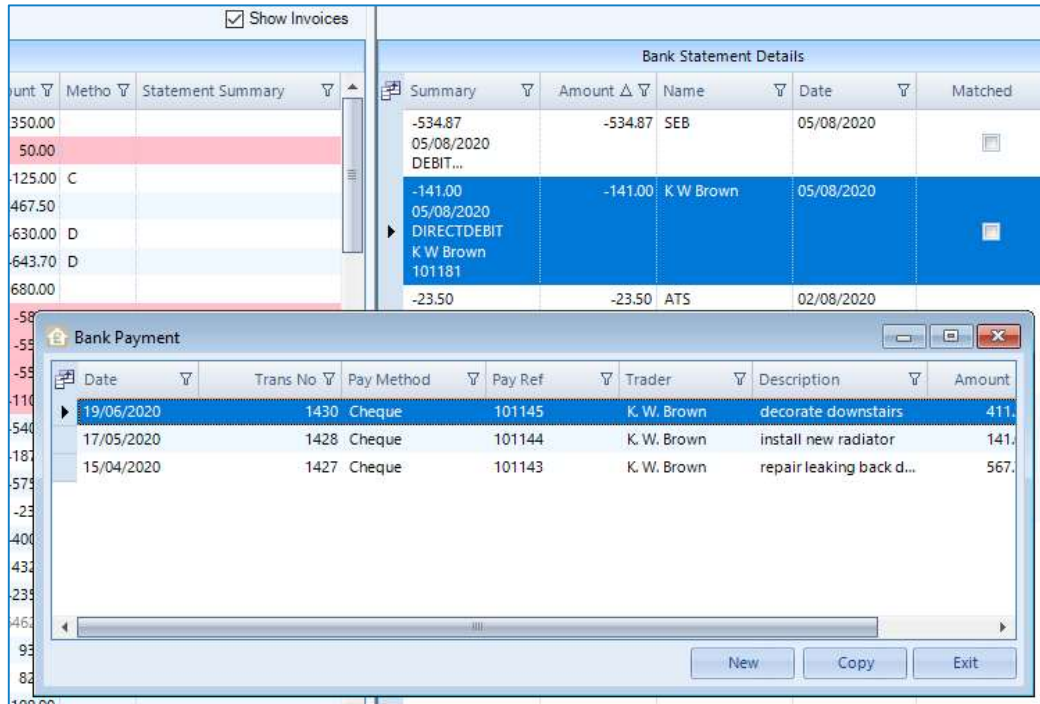 Show Invoices
Bank Statement Details
Metho Statement Summary
Summary Amount Name Date Matched
350.00
-534.87 -534.87 SEB 05/08/2020
05/08/2020
DEBIT...
50.00
-125.00 C
467.50
-630.00 D
-643.70 D
680.00
-141.00 -141.00 K W Brown 05/08/2020
05/08/2020
DIRECTDEBIT
K W Brown
101181
-23.50 -23.50 ATS 02/08/2020
Bank Payment
Date Trans No Pay Method Pay Ref Trader Description Amount
19/06/2020 1430 Cheque 101145 K. W. Brown decorate downstairs 411.
17/05/2020 1428 Cheque 101144 K. W. Brown install new radiator 141.
15/04/2020 1427 Cheque 101143 K. W. Brown repair leaking back d... 567.
New Copy Exit